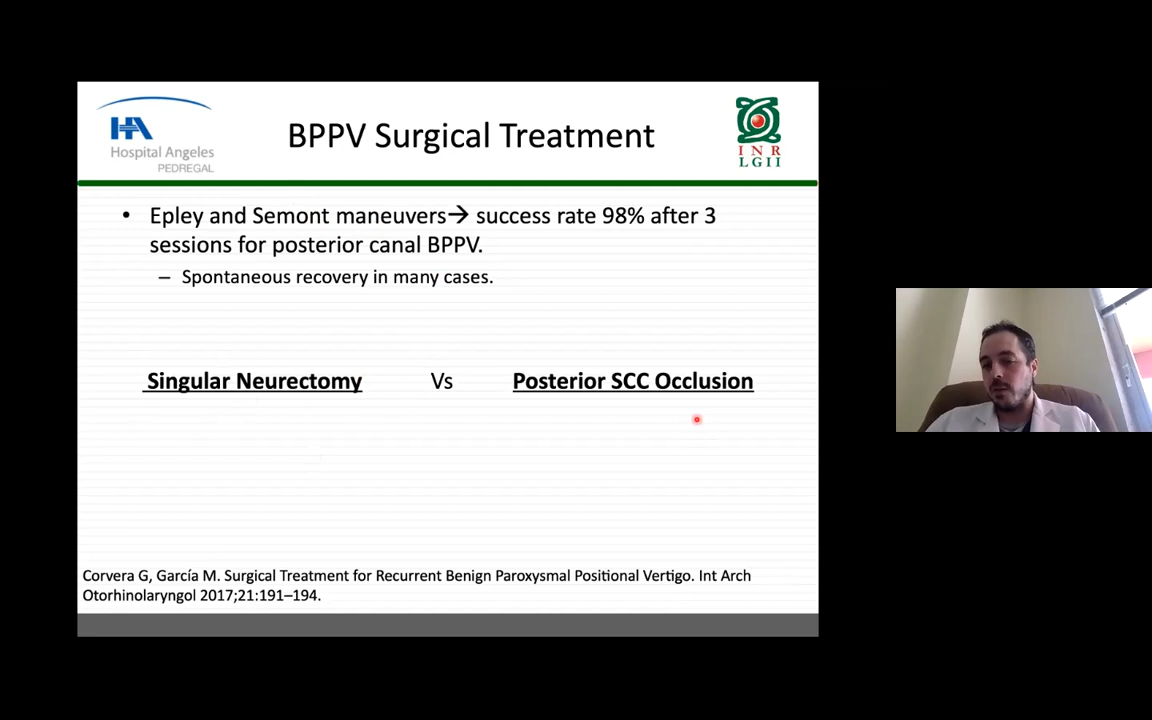 HA
Hospital Angeles
PEDREGAL
BPPV Surgical Treatment
INR
LGII
• Epley and Semont maneuvers→ success rate 98% after 3
sessions for posterior canal BPPV.
– Spontaneous recovery in many cases.
Singular Neurectomy Vs Posterior SCC Occlusion
Corvera G, García M. Surgical Treatment for Recurrent Benign Paroxysmal Positional Vertigo. Int Arch
Otorhinolaryngol 2017;21:191–194.